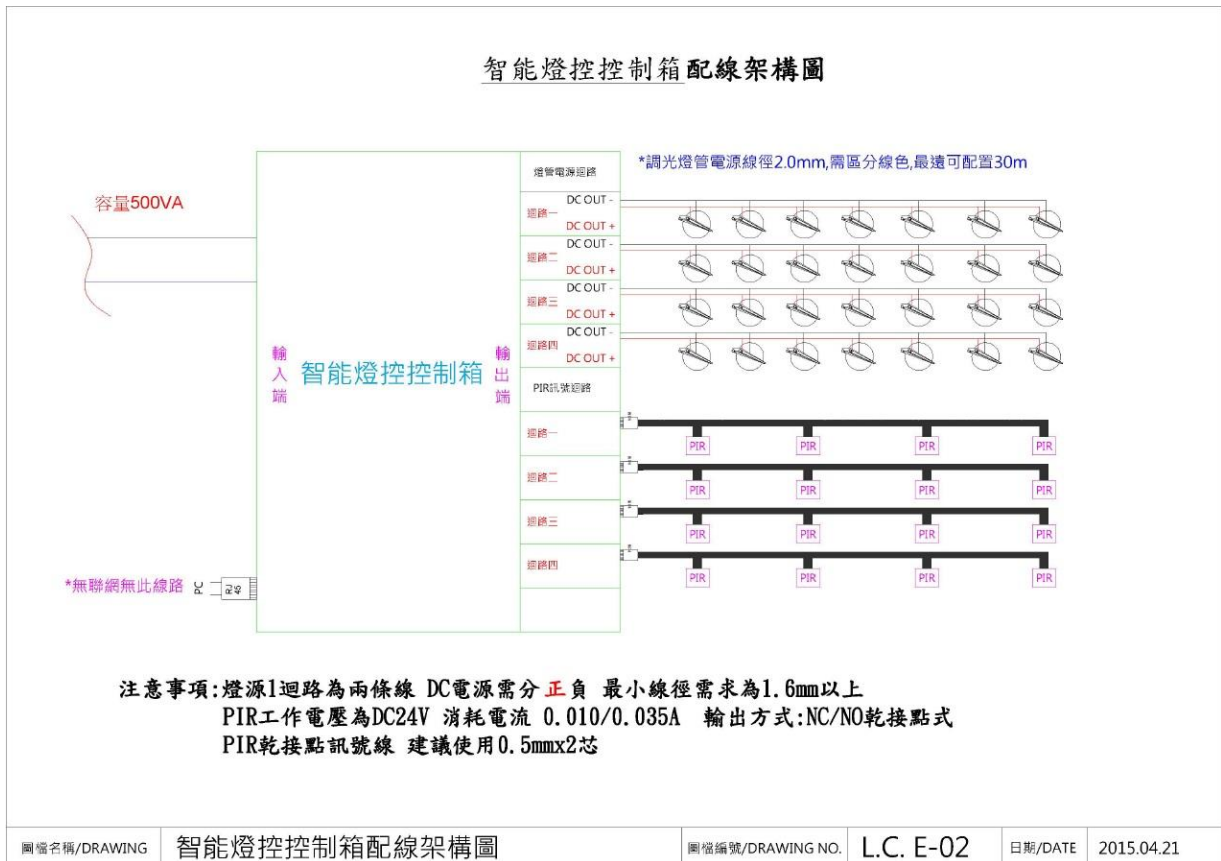 智能燈控控制箱配線架構圖
*調光燈管電源線徑2.0mm,需區分線色,最遠可配置30m
容量500VA
燈管電源迴路
DC OUT -
迴路一
DC OUT +
DC OUT -
迴路二
DC OUT +
DC OUT -
迴路三
DC OUT +
DC OUT -
迴路四
DC OUT +
輸入端
智能燈控控制箱
輸出端
PIR訊號迴路
迴路一
PIR PIR PIR PIR
迴路二
PIR PIR PIR PIR
迴路三
PIR PIR PIR PIR
迴路四
PIR PIR PIR PIR
*無聯網無此線路
PC
RJ
45
注意事項:燈源1迴路為兩條線 DC電源需分正負 最小線徑需求為1.6mm以上
PIR工作電壓為DC24V 消耗電流 0.010/0.035A 輸出方式:NC/NO乾接點式
PIR乾接點訊號線 建議使用0.5mmx2芯
圖檔名稱/DRAWING 智能燈控控制箱配線架構圖 圖檔編號/DRAWING NO. L.C. E-02 日期/DATE 2015.04.21